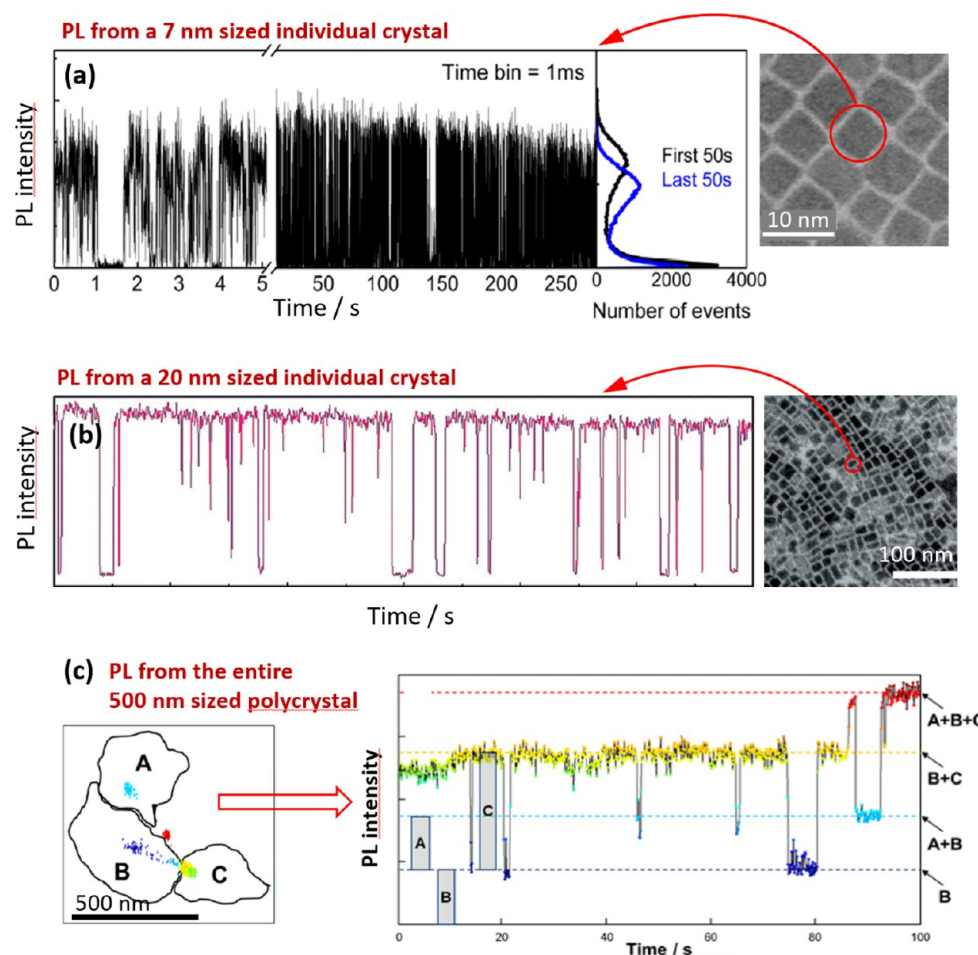 PL from a 7 nm sized individual crystal
(a)
Time bin = 1ms
PL intensity
First 50s
Last 50s
10 nm
0 1 2 3 4 5 50 100 150 200 250 0 2000 4000
Time / s
Number of events
PL from a 20 nm sized individual crystal
(b)
PL intensity
100 nm
Time / s
(c) PL from the entire
500 nm sized polycrystal
A
B
C
500 nm
PL intensity
A+B+C
B+C
C
A
A+B
B
B
0 20 40 60 80 100
Time / s